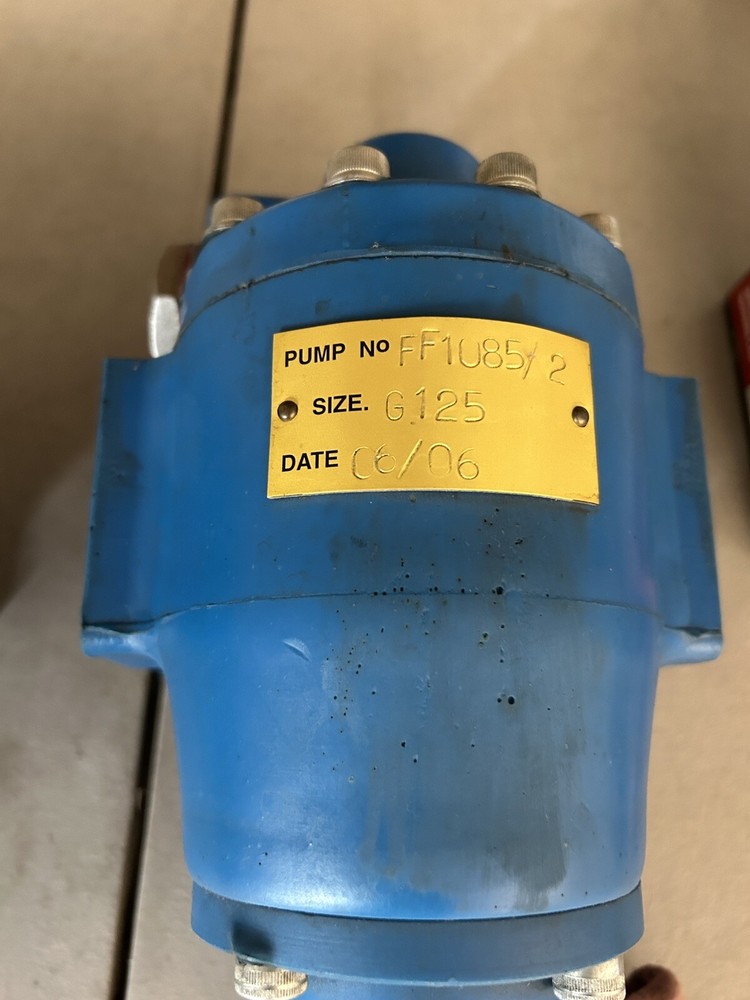 PUMP No FF1085/2
SIZE. G125
DATE 06/06